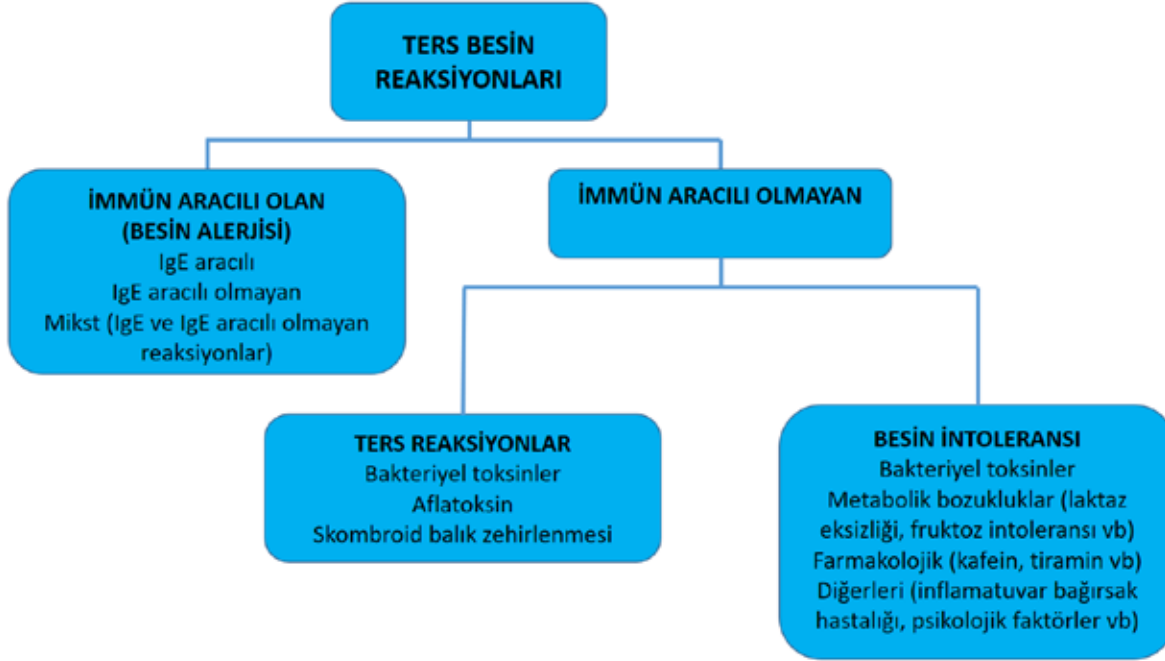 TERS BESİN
REAKSİYONLARI
İMMÜN ARACILI OLAN
(BESİN ALERJİSİ)
IgE aracılı
IgE aracılı olmayan
Mikst (IgE ve IgE aracılı olmayan
reaksiyonlar)
İMMÜN ARACILI OLMAYAN
TERS REAKSİYONLAR
Bakteriyel toksinler
Aflatoksin
Skombroid balık zehirlenmesi
BESİN İNTOLERANSI
Bakteriyel toksinler
Metabolik bozukluklar (laktaz
eksizliği, fruktoz intoleransı vb)
Farmakolojik (kafein, tiramin vb)
Diğerleri (inflamatuvar bağırsak
hastalığı, psikolojik faktörler vb)